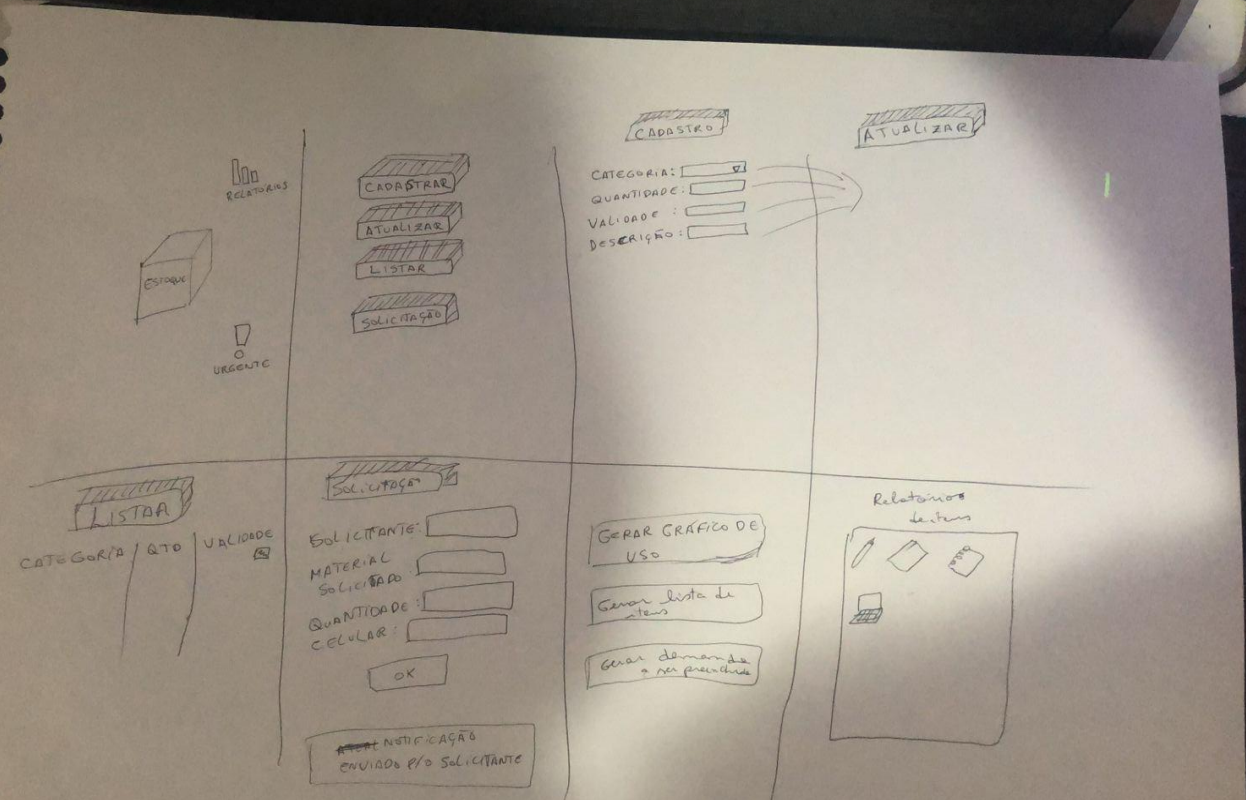 RELATÓRIOS
ESTOQUE
URGENTE
CADASTRAR
ATUALIZAR
LISTAR
SOLICITAÇÃO
CADASTRO
CATEGORIA:
QUANTIDADE:
VALIDADE :
DESCRIÇÃO:
ATUALIZAR
LISTAR
CATEGORIA / QTD | VALIDADE
SOLICITAÇÃO
SOLICITANTE:
MATERIAL
SOLICITADO
QUANTIDADE:
CELULAR:
OK
NOTIFICAÇÃO
ENVIADO P/O SOLICITANTE
GERAR GRÁFICO DE
USO
Gerar lista de
itens
Gerar demanda
a ser preenchida
Relatórios
de itens